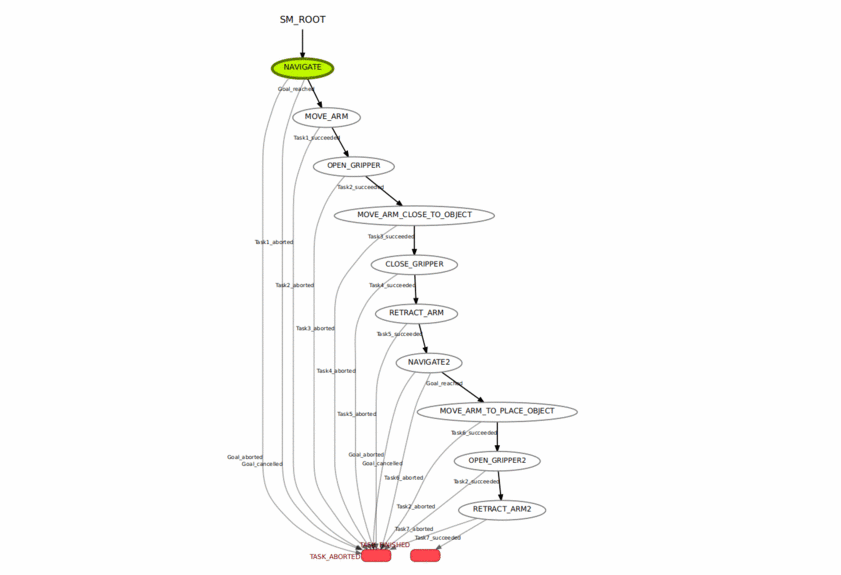 SM_ROOT
NAVIGATE
Goal_reached
MOVE_ARM
Task1_succeeded
OPEN_GRIPPER
Task2_succeeded
MOVE_ARM_CLOSE_TO_OBJECT
Task3_succeeded
Task1_aborted
CLOSE_GRIPPER
Task4_succeeded
Task2_aborted
RETRACT_ARM
Task3_aborted
Task5_succeeded
NAVIGATE2
Task4_aborted
Goal_reached
MOVE_ARM_TO_PLACE_OBJECT
Task5_aborted
Task6_succeeded
Goal_aborted
Goal_aborted
Goal_cancelled
Goal_cancelled
OPEN_GRIPPER2
Task6_aborted
Task2_succeeded
Task2_aborted
RETRACT_ARM2
Task7_aborted
Task7_succeeded
TASK_FINISHED
TASK_ABORTED